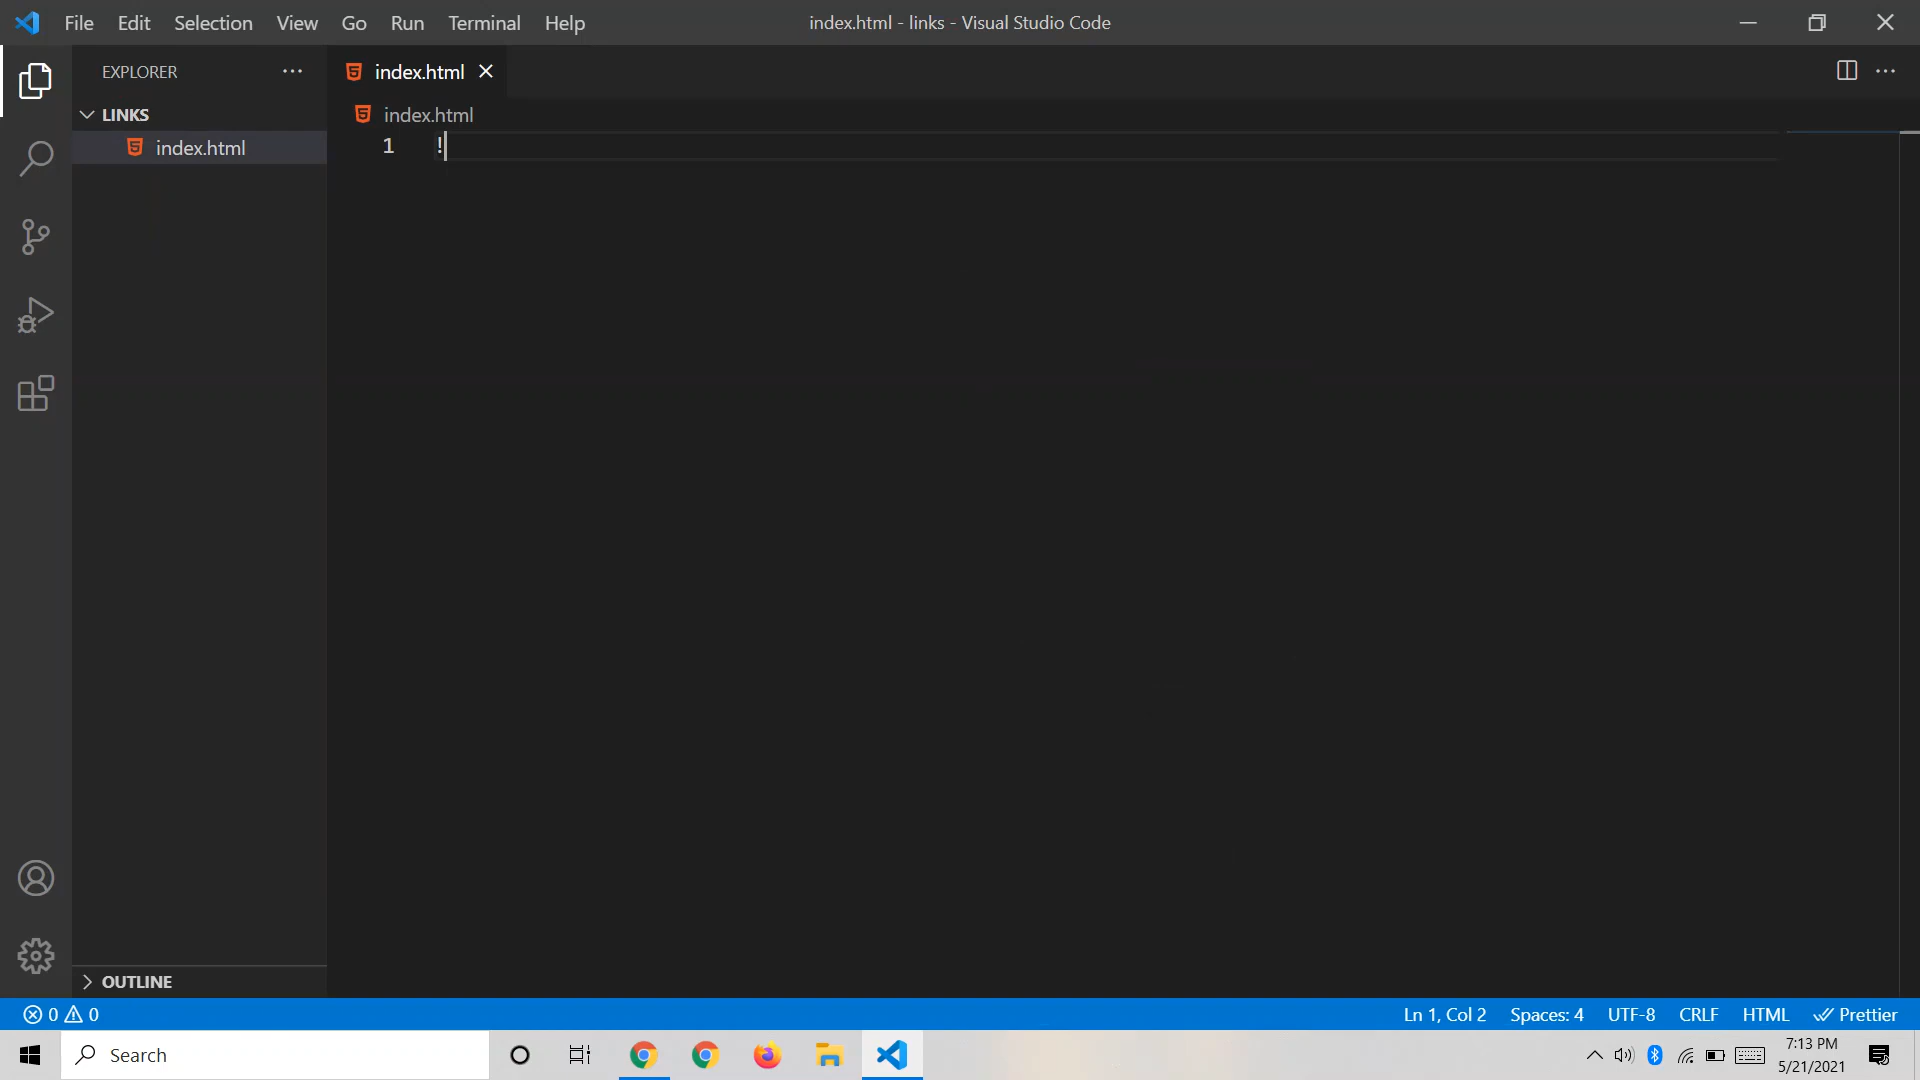 File Edit Selection View Go Run Terminal Help
index.html - links - Visual Studio Code
EXPLORER
index.html
LINKS
index.html
index.html
1 !
OUTLINE
0 0
Ln 1, Col 2 Spaces: 4 UTF-8 CRLF HTML Prettier
Search
7:13 PM
5/21/2021